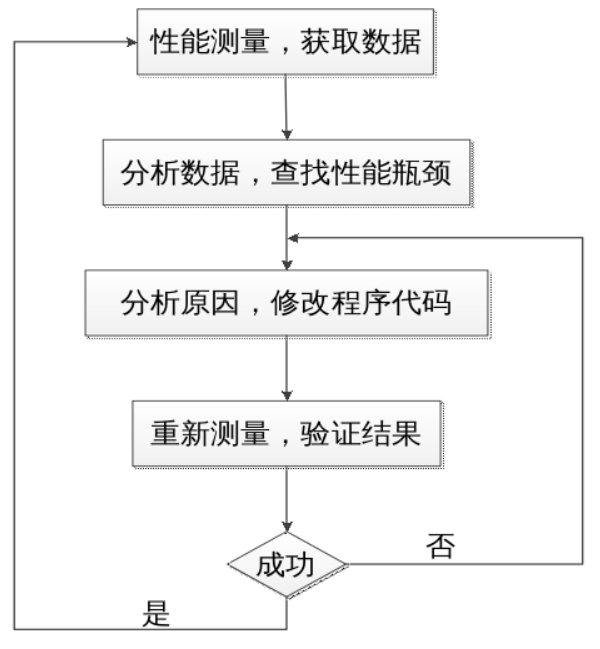 性能测量，获取数据
分析数据，查找性能瓶颈
分析原因，修改程序代码
重新测量，验证结果
否
成功
是